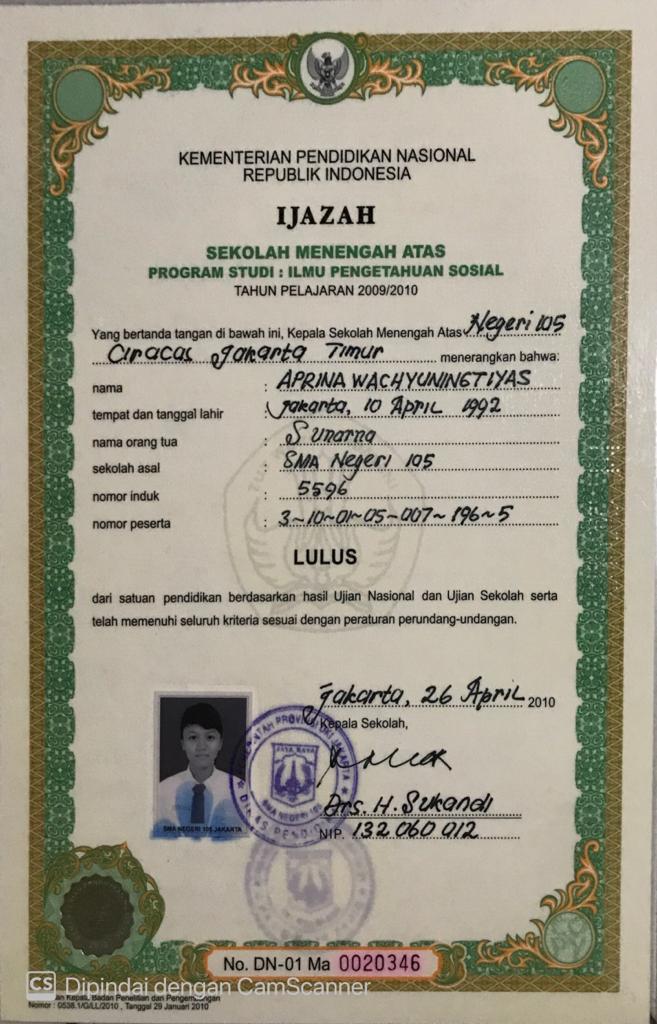 KEMENTERIAN PENDIDIKAN NASIONAL
REPUBLIK INDONESIA
IJAZAH
SEKOLAH MENENGAH ATAS
PROGRAM STUDI : ILMU PENGETAHUAN SOSIAL
TAHUN PELAJARAN 2009/2010
Yang bertanda tangan di bawah ini, Kepala Sekolah Menengah Atas Negeri 105
Ciracas Jakarta Timur menerangkan bahwa:
nama : APRINA WACHYUNINGTIYAS
tempat dan tanggal lahir : Jakarta, 10 April 1992
nama orang tua : Sunarna
sekolah asal : SMA Negeri 105
nomor induk : 5596
nomor peserta : 3-10-01-05-007-196-5
LULUS
dari satuan pendidikan berdasarkan hasil Ujian Nasional dan Ujian Sekolah serta
telah memenuhi seluruh kriteria sesuai dengan peraturan perundang-undangan.
Jakarta, 26 April 2010
Kepala Sekolah,
Drs. H. Sukandi
NIP. 132 060 012
JAYA RAYA
SMA NEGERI 105
SMA NEGERI 105 JAKARTA
No. DN-01 Ma 0020346
CS Dipindai dengan CamScanner
Kepala Badan Penelitian dan Pengembangan
Nomor : 0538.1/G/LL/2010 , Tanggal 29 Januari 2010